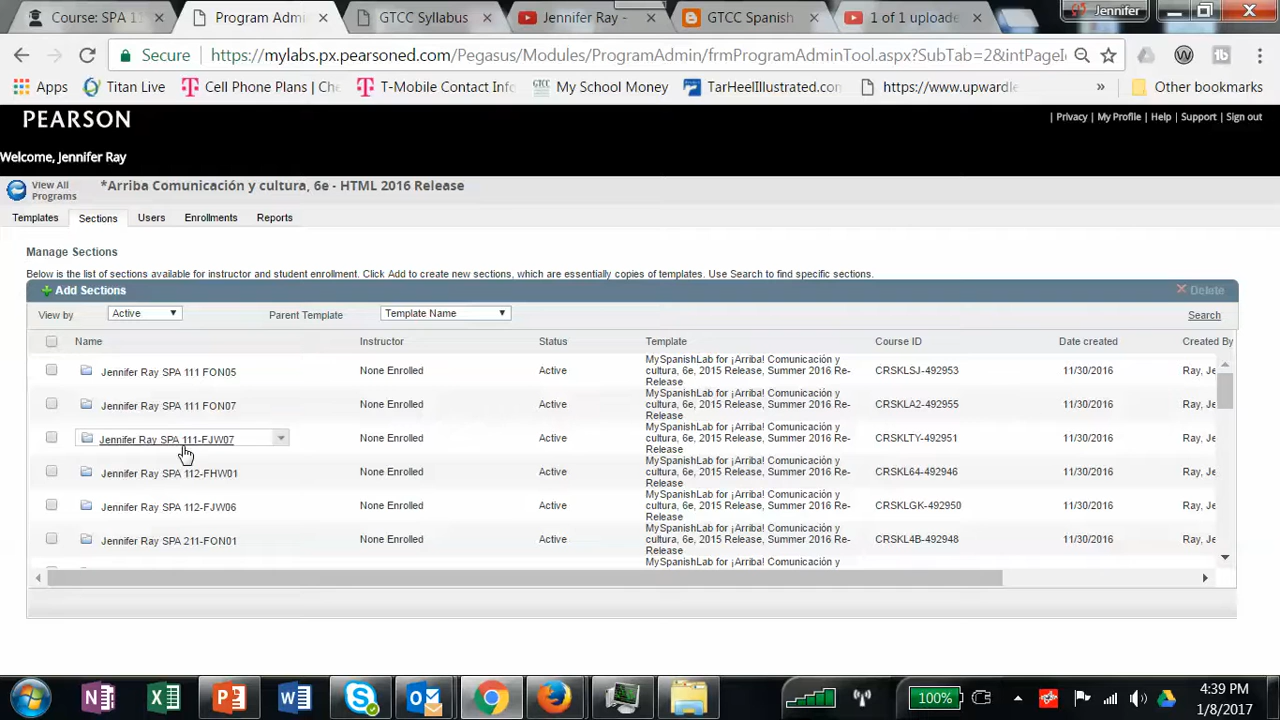 Course: SPA 1
Program Admi
GTCC Syllabus
Jennifer Ray -
GTCC Spanish
1 of 1 uploade
Jennifer
Secure
https://mylabs.px.pearsoned.com/Pegasus/Modules/ProgramAdmin/frmProgramAdminTool.aspx?SubTab=2&intPageI
Apps
Titan Live
Cell Phone Plans | Che
T-Mobile Contact Info
My School Money
TarHeelIllustrated.com
https://www.upwardle
»
Other bookmarks
PEARSON
| Privacy | My Profile | Help | Support | Sign out
Welcome, Jennifer Ray
View All
Programs
*Arriba Comunicación y cultura, 6e - HTML 2016 Release
Templates
Sections
Users
Enrollments
Reports
Manage Sections
Below is the list of sections available for instructor and student enrollment. Click Add to create new sections, which are essentially copies of templates. Use Search to find specific sections.
Add Sections
Delete
View by
Active
Parent Template
Template Name
Search
Name
Instructor
Status
Template
Course ID
Date created
Created By
Jennifer Ray SPA 111 FON05
None Enrolled
Active
MySpanishLab for ¡Arriba! Comunicación y
cultura, 6e, 2015 Release, Summer 2016 Re-
Release
CRSKLSJ-492953
11/30/2016
Ray, Je
Jennifer Ray SPA 111 FON07
None Enrolled
Active
MySpanishLab for ¡Arriba! Comunicación y
cultura, 6e, 2015 Release, Summer 2016 Re-
Release
CRSKLA2-492955
11/30/2016
Ray, Je
Jennifer Ray SPA 111-FJW07
None Enrolled
Active
MySpanishLab for ¡Arriba! Comunicación y
cultura, 6e, 2015 Release, Summer 2016 Re-
Release
CRSKLTY-492951
11/30/2016
Ray, Je
Jennifer Ray SPA 112-FHW01
None Enrolled
Active
MySpanishLab for ¡Arriba! Comunicación y
cultura, 6e, 2015 Release, Summer 2016 Re-
Release
CRSKL64-492946
11/30/2016
Ray, Je
Jennifer Ray SPA 112-FJW06
None Enrolled
Active
MySpanishLab for ¡Arriba! Comunicación y
cultura, 6e, 2015 Release, Summer 2016 Re-
Release
CRSKLGK-492950
11/30/2016
Ray, Je
Jennifer Ray SPA 211-FON01
None Enrolled
Active
MySpanishLab for ¡Arriba! Comunicación y
cultura, 6e, 2015 Release, Summer 2016 Re-
Release
CRSKL4B-492948
11/30/2016
Ray, Je
MySpanishLab for ¡Arriba! Comunicación y
100%
4:39 PM
1/8/2017